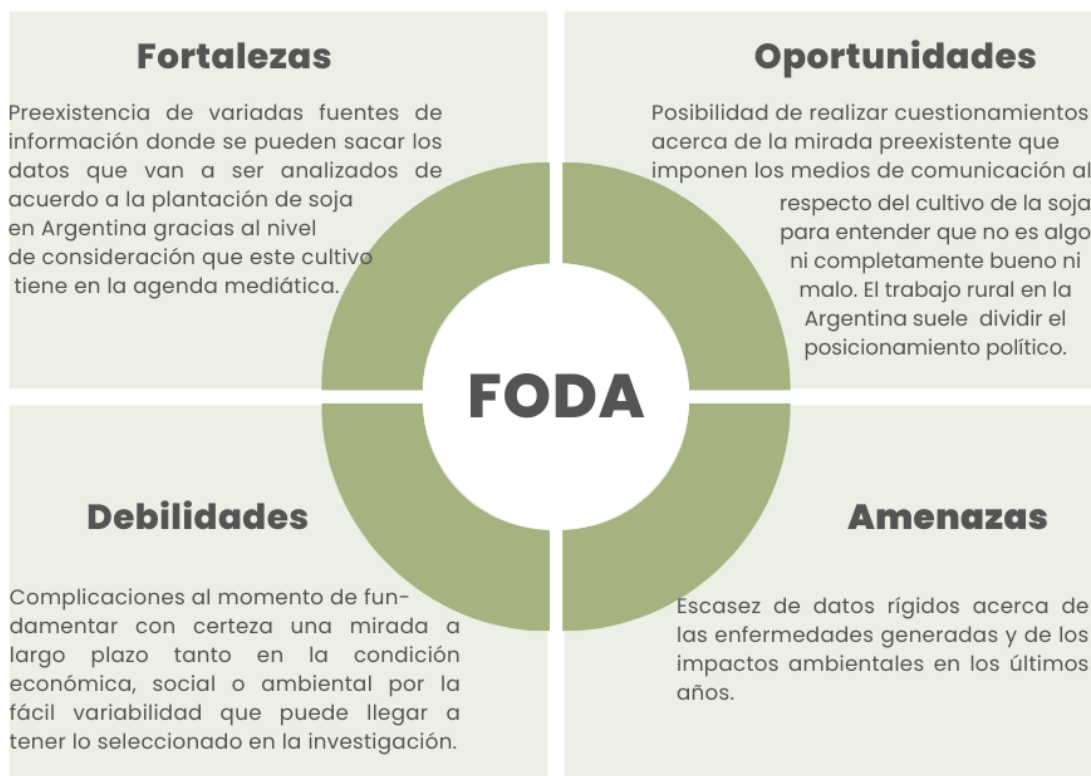 Fortalezas
Preexistencia de variadas fuentes de
información donde se pueden sacar los
datos que van a ser analizados de
acuerdo a la plantación de soja
en Argentina gracias al nivel
de consideración que este cultivo
tiene en la agenda mediática.
Oportunidades
Posibilidad de realizar cuestionamientos
acerca de la mirada preexistente que
imponen los medios de comunicación al
respecto del cultivo de la soja
para entender que no es algo
ni completamente bueno ni
malo. El trabajo rural en la
Argentina suele dividir el
posicionamiento político.
FODA
Debilidades
Complicaciones al momento de fun-
damentar con certeza una mirada a
largo plazo tanto en la condición
económica, social o ambiental por la
fácil variabilidad que puede llegar a
tener lo seleccionado en la investigación.
Amenazas
Escasez de datos rígidos acerca de
las enfermedades generadas y de los
impactos ambientales en los últimos
años.